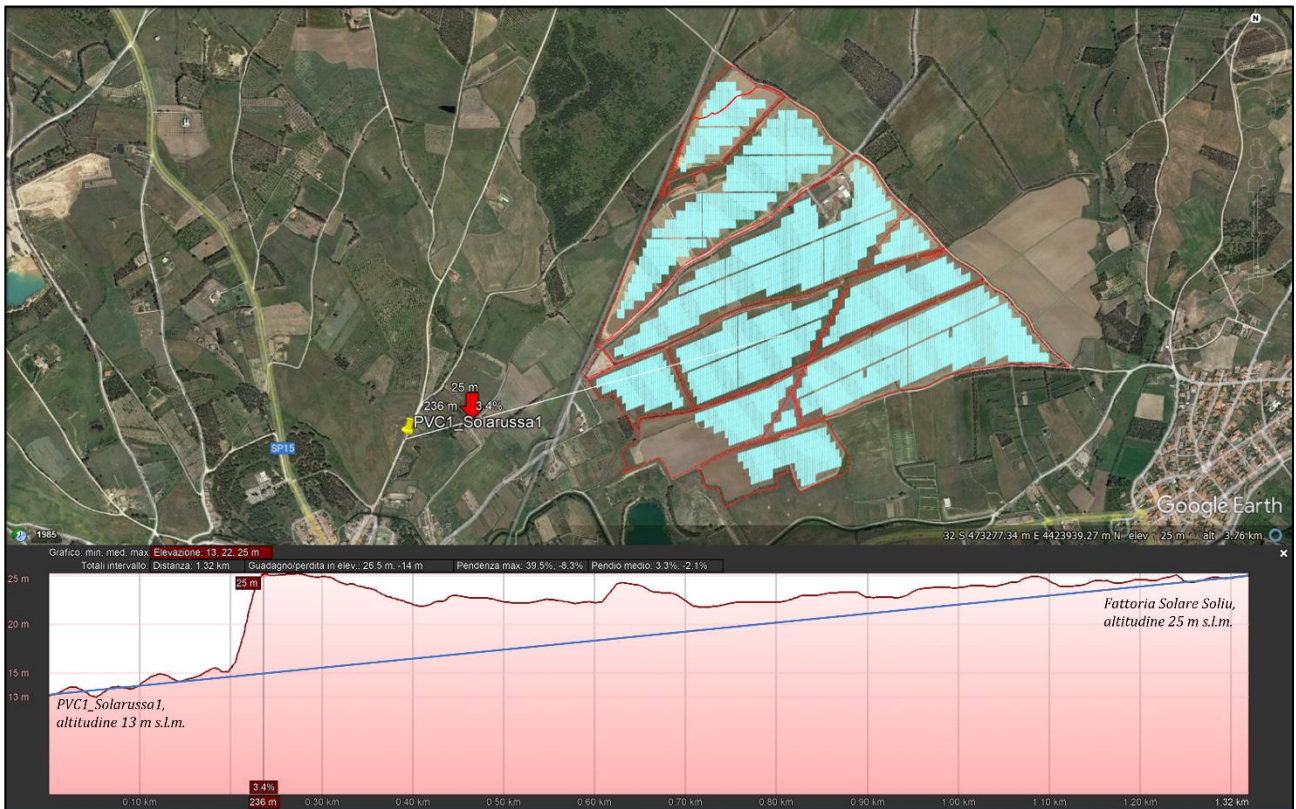 N
25 m
236 m 3.4%
PVC1_Solarussa1
SP15
Google Earth
1985
32 S 473277.34 m E 4423939.27 m N elev 25 m alt 3.76 km
Grafico: min, med, max Elevazione: 13, 22, 25 m
Totali intervallo: Distanza: 1.32 km Guadagno/perdita in elev.: 26.5 m, -14 m Pendenza max: 39.5%, -8.3% Pendio medio: 3.3%, -2.1%
25 m
25 m
20 m
15 m
13 m
Fattoria Solare Soliu,
altitudine 25 m s.l.m.
PVC1_Solarussa1,
altitudine 13 m s.l.m.
3.4%
0.10 km 236 m 0.30 km 0.40 km 0.50 km 0.60 km 0.70 km 0.80 km 0.90 km 1.00 km 1.10 km 1.20 km 1.32 km